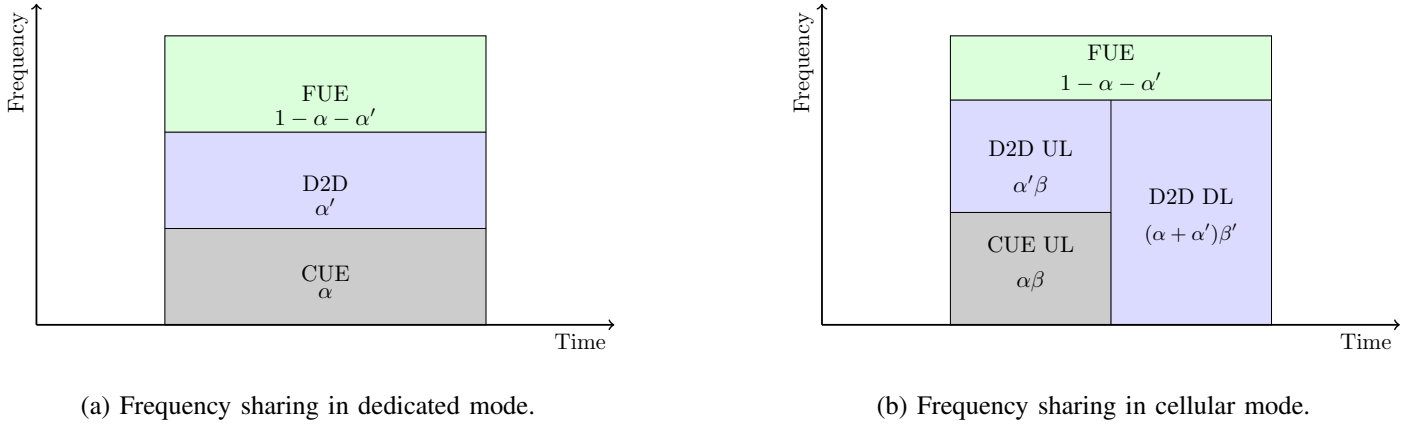 Frequency
FUE
1 − α − α′
D2D
α′
CUE
α
Time
(a) Frequency sharing in dedicated mode.
Frequency
FUE
1 − α − α′
D2D UL
α′β
D2D DL
(α + α′)β′
CUE UL
αβ
Time
(b) Frequency sharing in cellular mode.